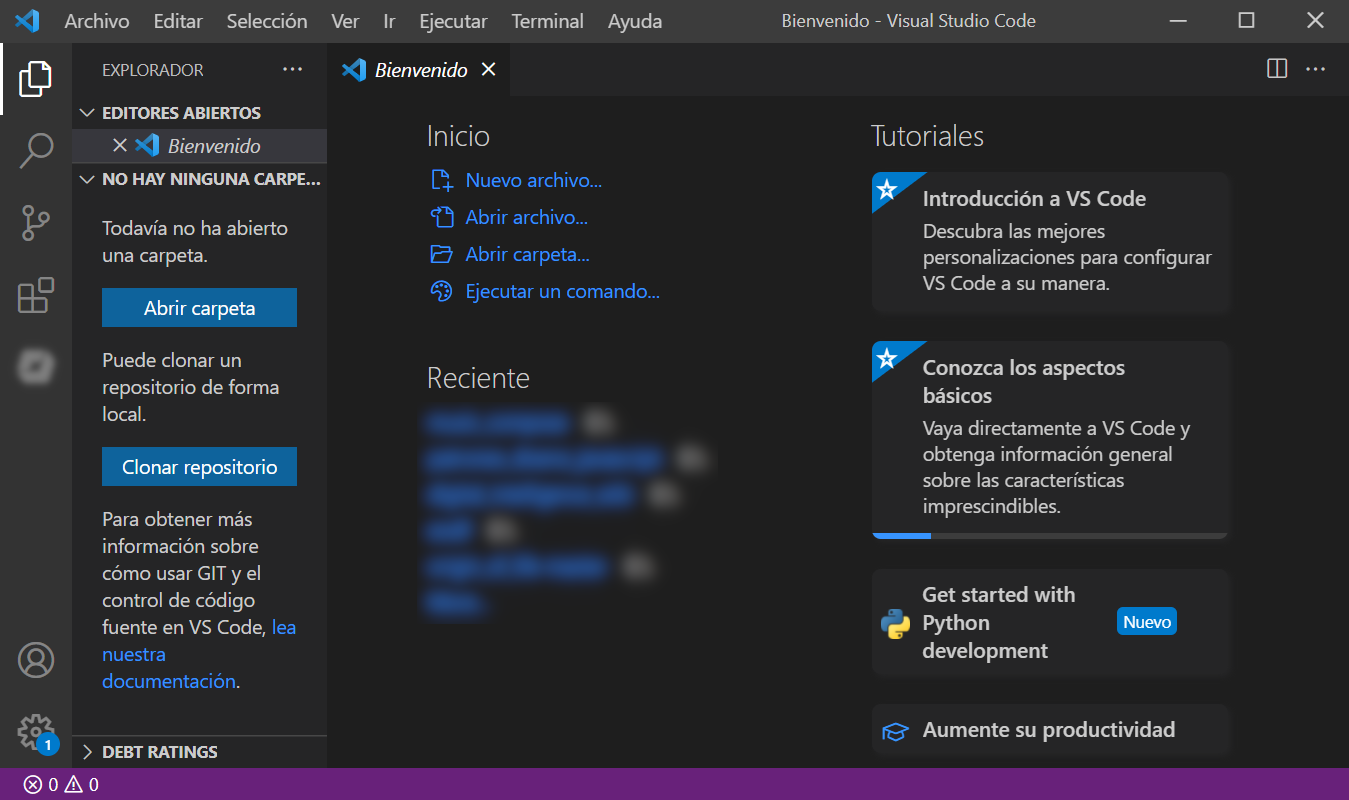 Archivo Editar Selección Ver Ir Ejecutar Terminal Ayuda Bienvenido - Visual Studio Code
EXPLORADOR
Bienvenido
EDITORES ABIERTOS
Bienvenido
NO HAY NINGUNA CARPE...
Todavía no ha abierto
una carpeta.
Abrir carpeta
Puede clonar un
repositorio de forma
local.
Clonar repositorio
Para obtener más
información sobre
cómo usar GIT y el
control de código
fuente en VS Code, lea
nuestra
documentación.
DEBT RATINGS
Inicio
Nuevo archivo...
Abrir archivo...
Abrir carpeta...
Ejecutar un comando...
Reciente
Tutoriales
Introducción a VS Code
Descubra las mejores
personalizaciones para configurar
VS Code a su manera.
Conozca los aspectos
básicos
Vaya directamente a VS Code y
obtenga información general
sobre las características
imprescindibles.
Get started with
Python
development
Nuevo
Aumente su productividad
1
0 0